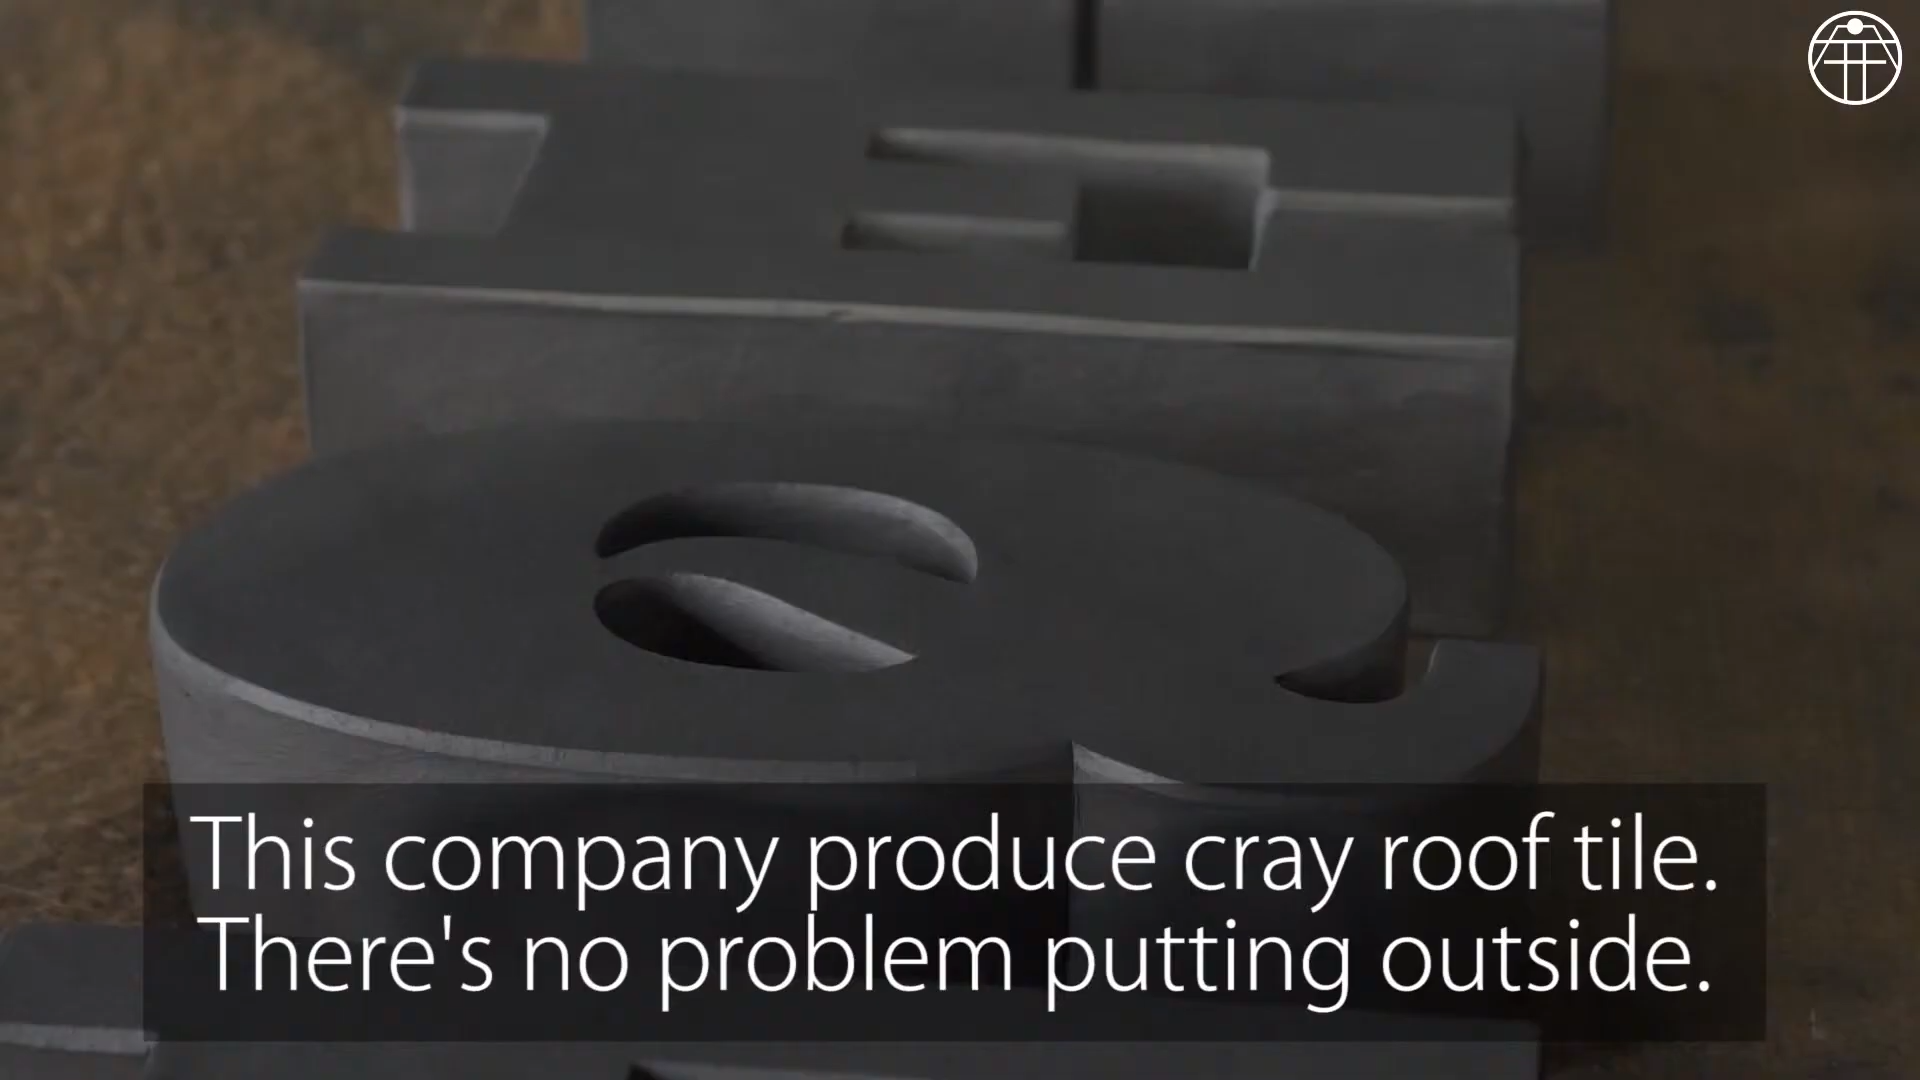 This company produce cray roof tile.
There's no problem putting outside.